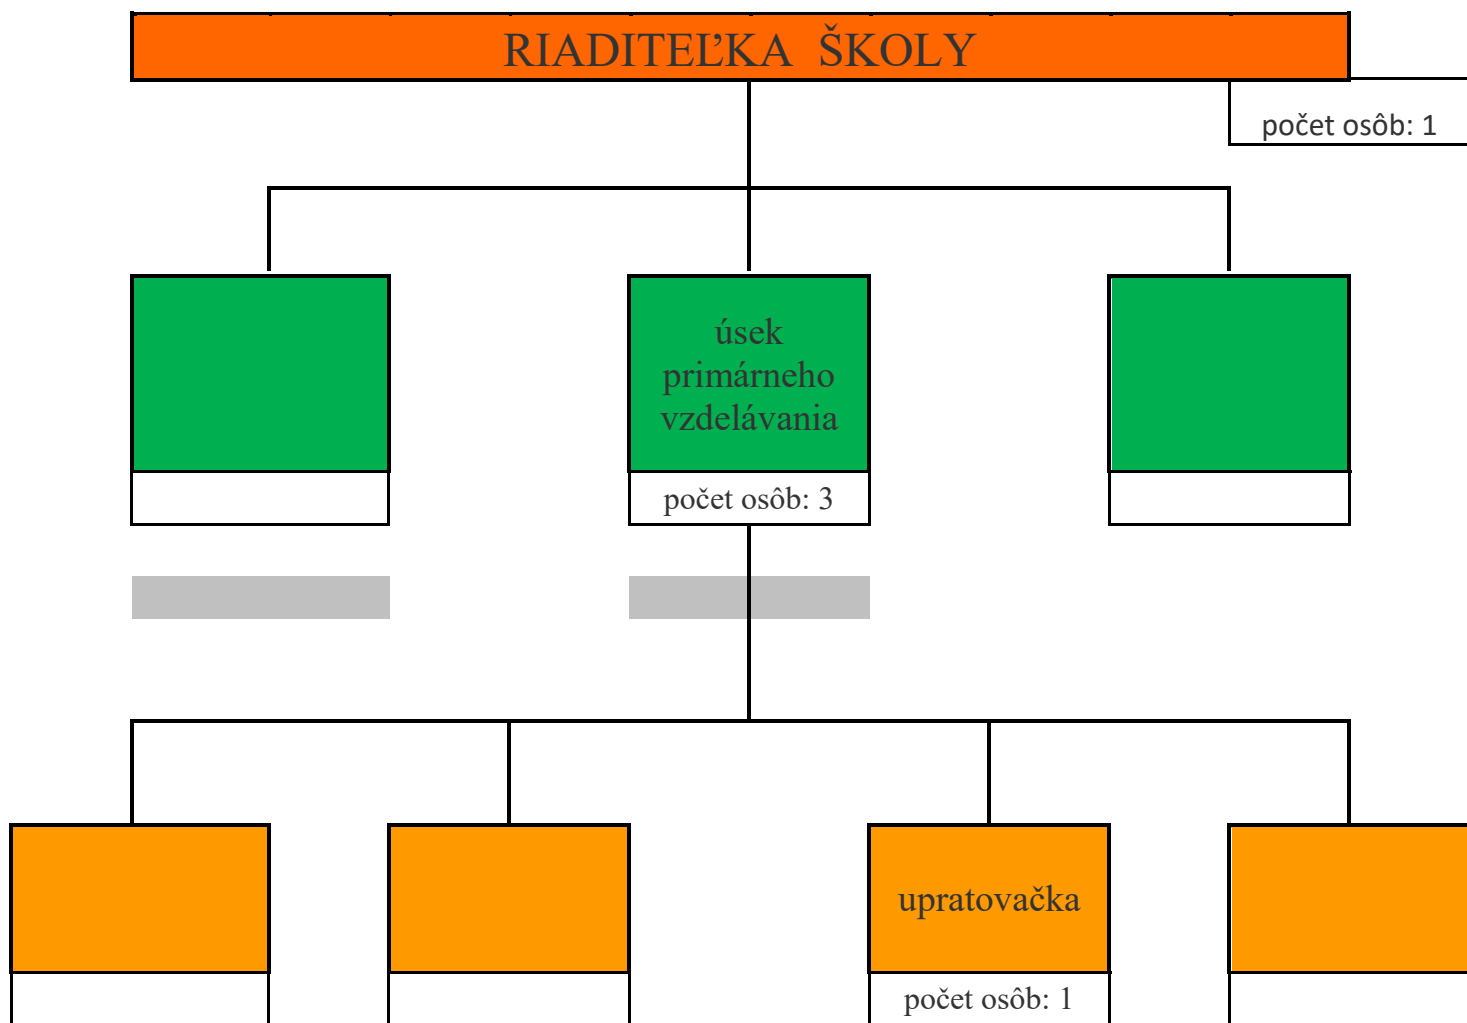 RIADITEĽKA ŠKOLY
počet osôb: 1
úsek
primárneho
vzdelávania
počet osôb: 3
upratovačka
počet osôb: 1